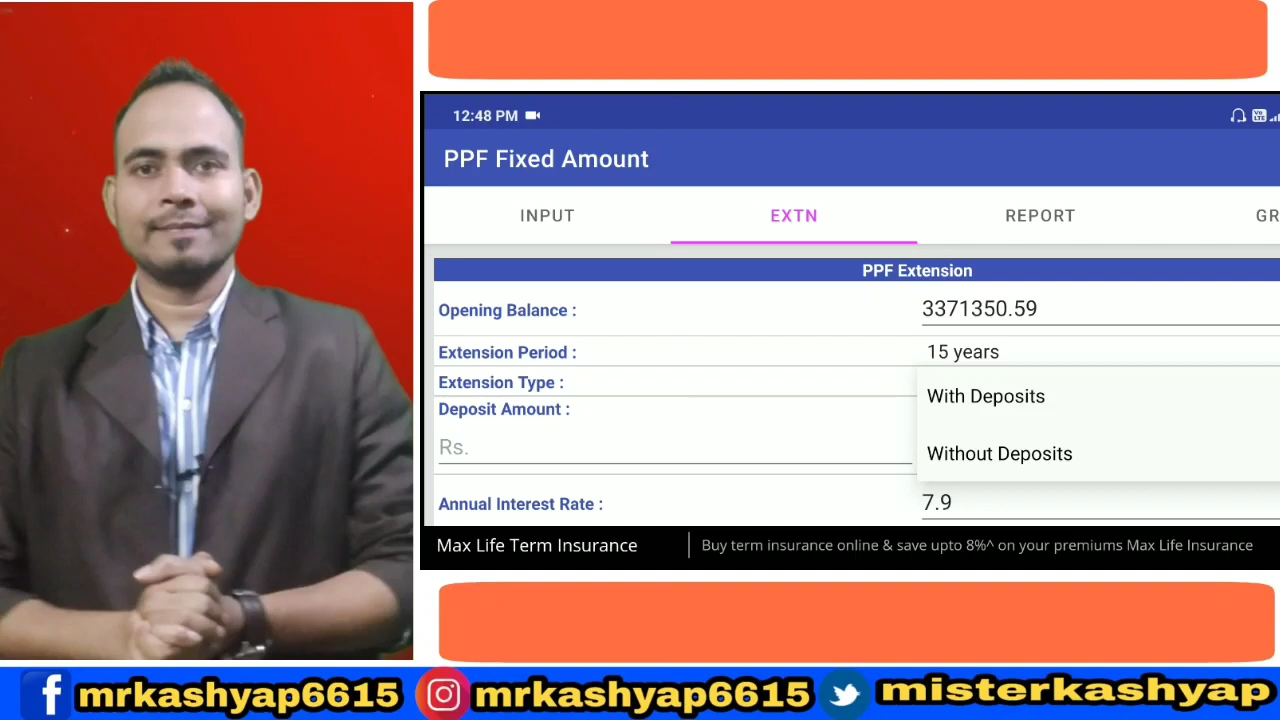 12:48 PM
PPF Fixed Amount
INPUT EXTN REPORT GR
PPF Extension
Opening Balance : 3371350.59
Extension Period : 15 years
Extension Type :
With Deposits
Deposit Amount :
Rs.
Without Deposits
Annual Interest Rate : 7.9
Max Life Term Insurance Buy term insurance online & save upto 8%^ on your premiums Max Life Insurance
mrkashyap6615 mrkashyap6615 misterkashyap